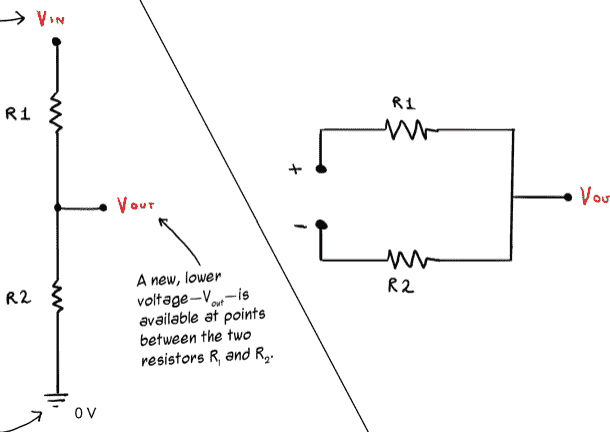 VIN
R1
VOUT
A new, lower
voltage—Vout—is
available at points
between the two
resistors R1 and R2.
R2
0V
R1
+
-
VOU
R2